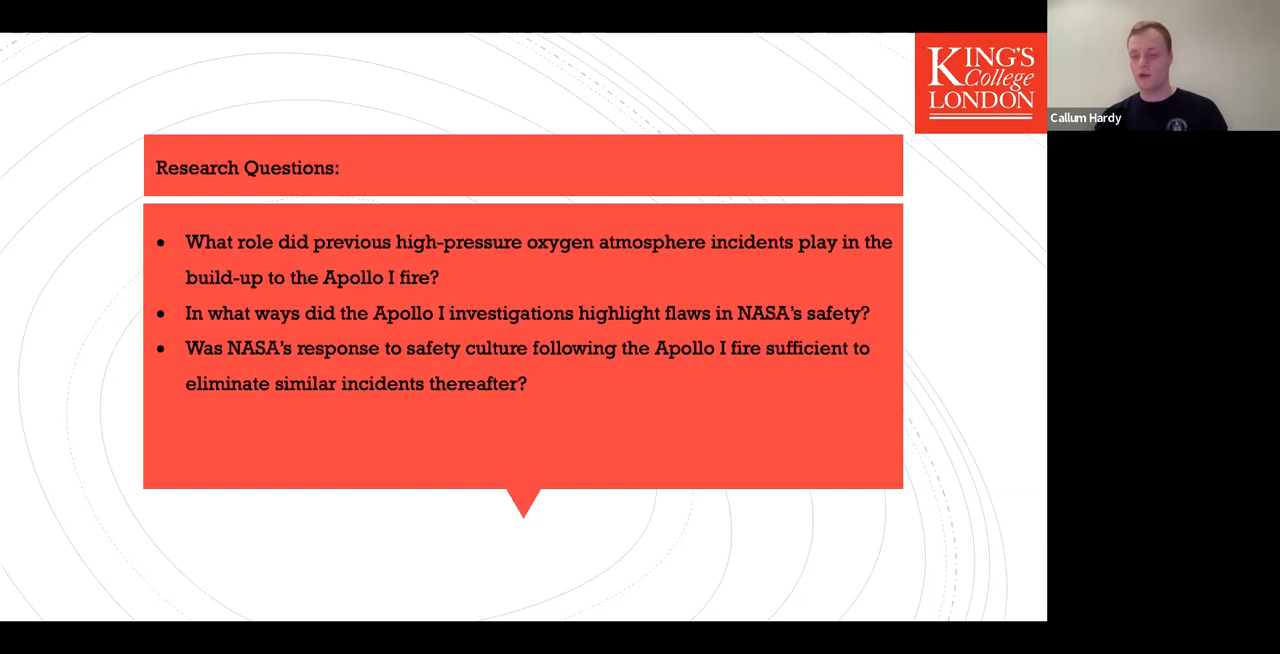 KING'S
College
LONDON
Callum Hardy
Research Questions:
• What role did previous high-pressure oxygen atmosphere incidents play in the
build-up to the Apollo I fire?
• In what ways did the Apollo I investigations highlight flaws in NASA's safety?
• Was NASA's response to safety culture following the Apollo I fire sufficient to
eliminate similar incidents thereafter?